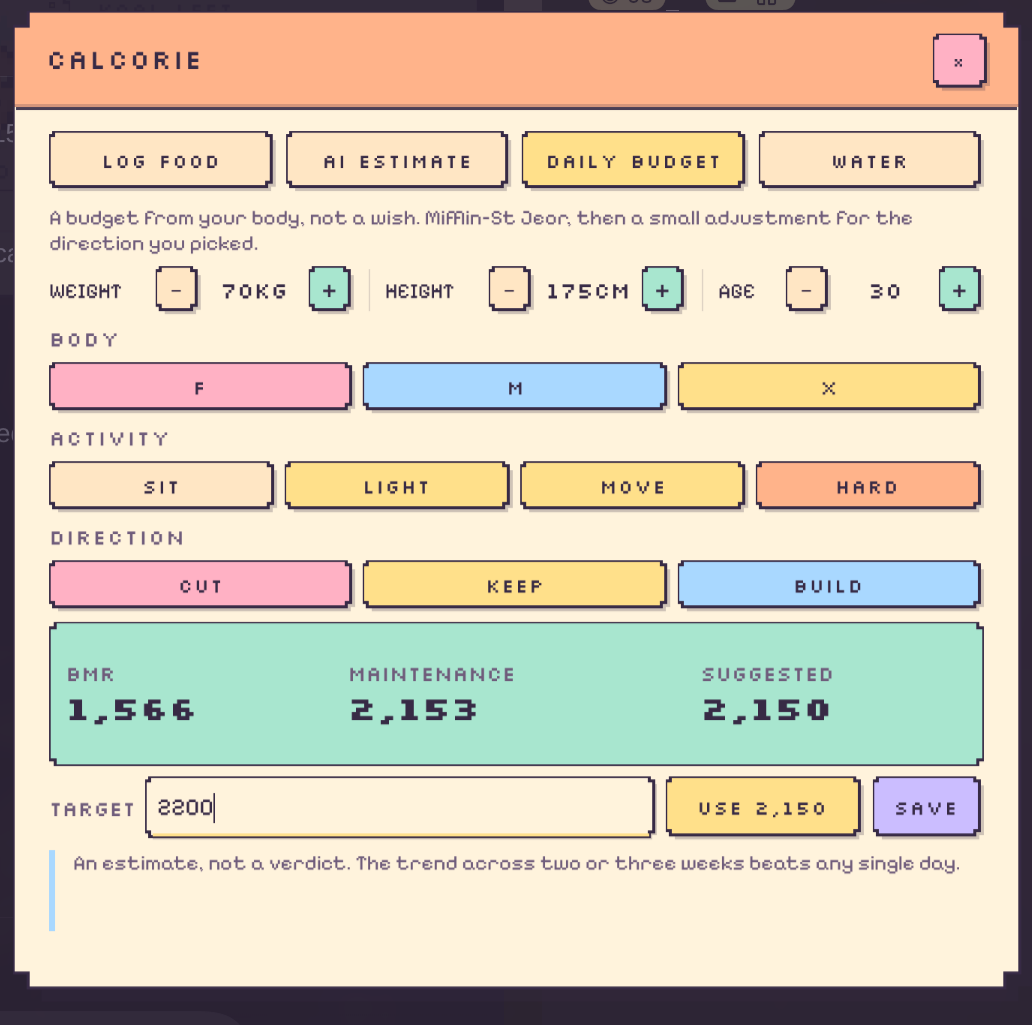 CALCORIE
x
LOG FOOD AI ESTIMATE DAILY BUDGET WATER
A budget from your body, not a wish. Mifflin-St Jeor, then a small adjustment for the
direction you picked.
WEIGHT - 70KG + HEIGHT - 175CM + AGE - 30 +
BODY
F M X
ACTIVITY
SIT LIGHT MOVE HARD
DIRECTION
CUT KEEP BUILD
BMR MAINTENANCE SUGGESTED
1,566 2,153 2,150
TARGET 2200 USE 2,150 SAVE
An estimate, not a verdict. The trend across two or three weeks beats any single day.